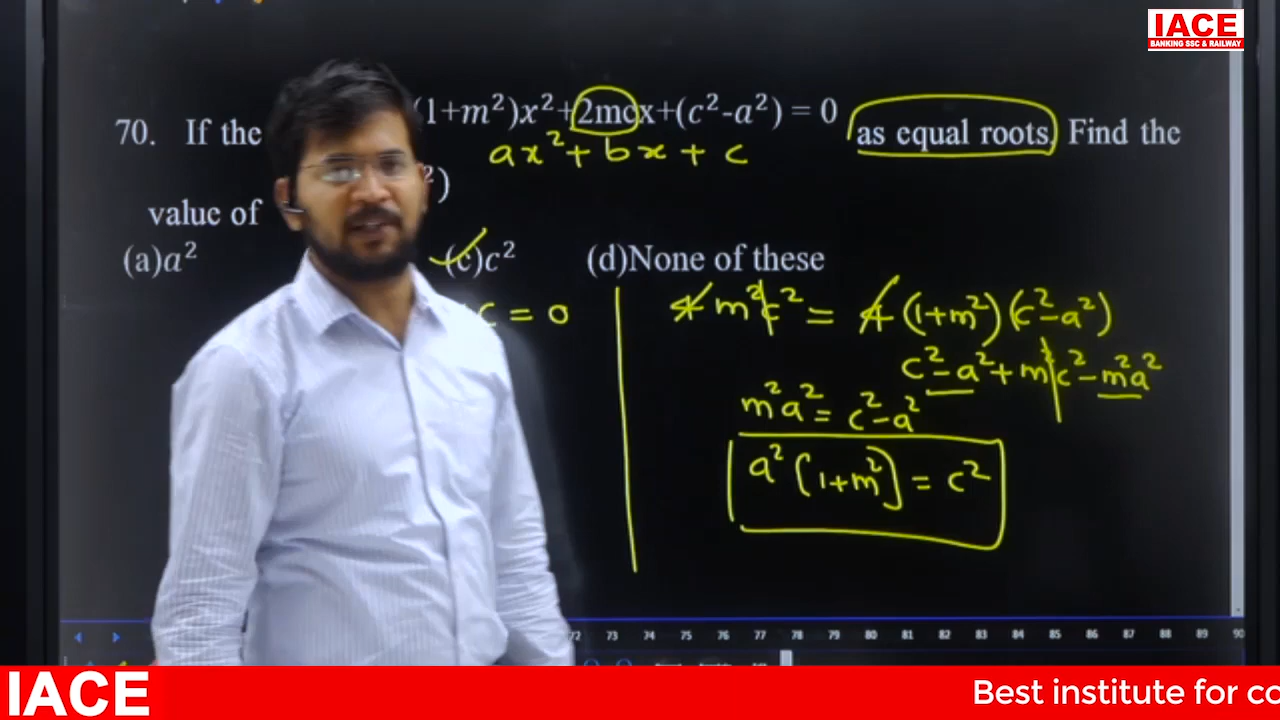 IACE
BANKING SSC & RAILWAY
70. If the (1+m²)x²+2mcx+(c²-a²) = 0 as equal roots, Find the
ax² + bx + c
value of ²)
(a)a² (c)c² (d)None of these
c = 0
4m²c² = 4(1+m²)(c²-a²)
c²-a²+m²c²-m²a²
m²a² = c²-a²
a²(1+m²) = c²
72 73 74 75 76 77 78 79 80 81 82 83 84 85 86 87 88 89 90
IACE
Best institute for co